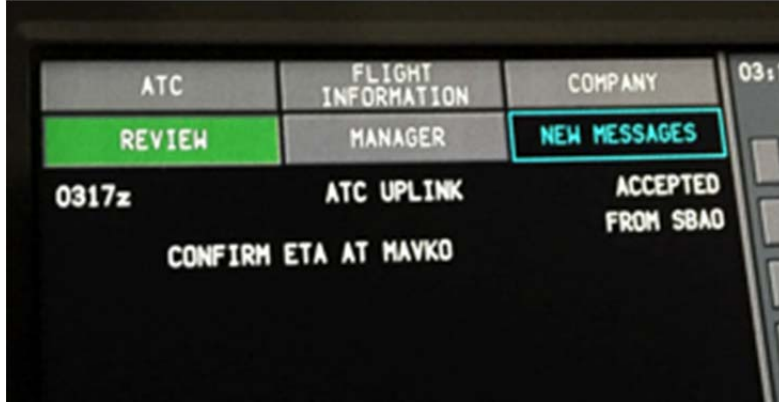 ATC
FLIGHT
INFORMATION
COMPANY
REVIEW
MANAGER
NEW MESSAGES
0317z
ATC UPLINK
ACCEPTED
FROM SBAO
CONFIRM ETA AT MAVKO